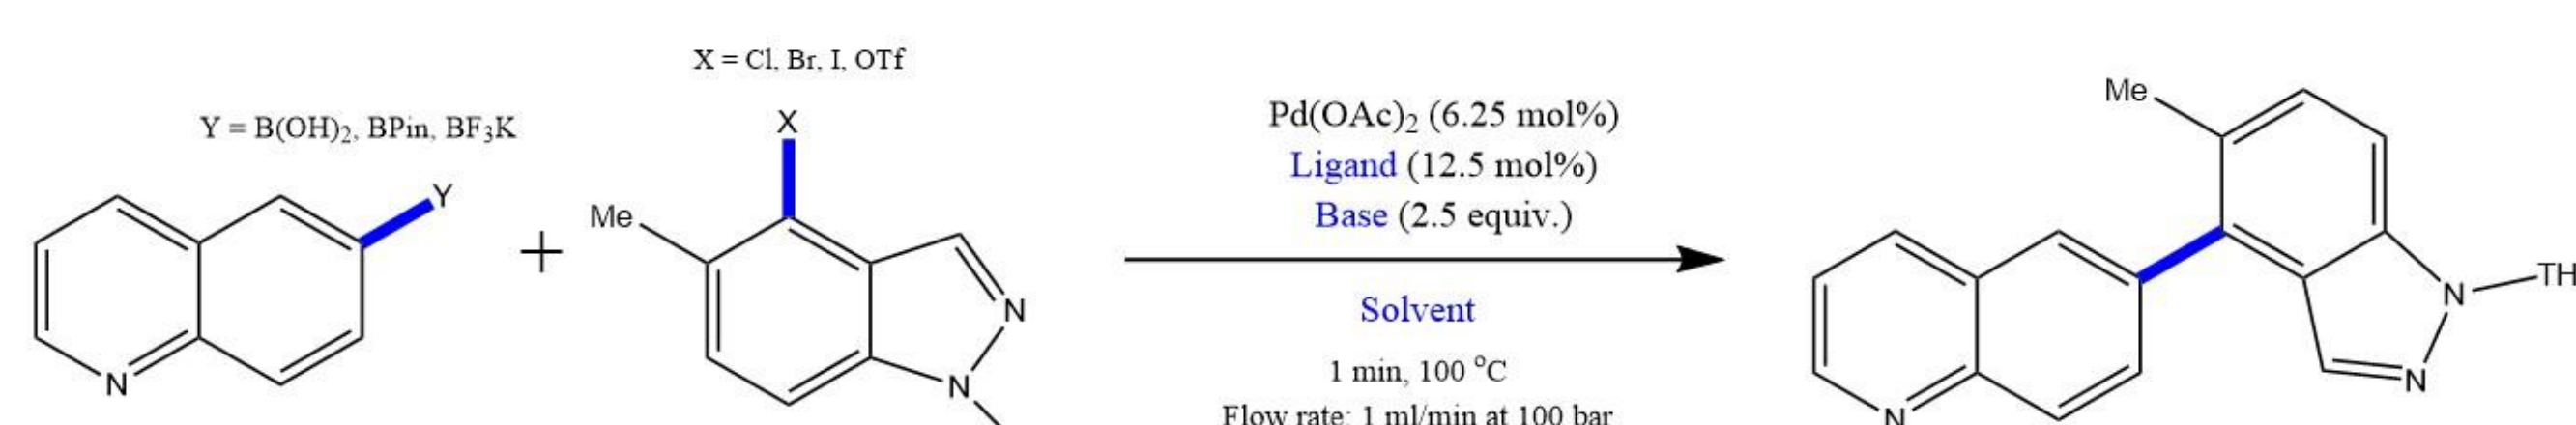 X = Cl, Br, I, OTf
X
Y = B(OH)₂, BPin, BF₃K
Y
N
+
Me
N
N
Pd(OAc)₂ (6.25 mol%)
Ligand (12.5 mol%)
Base (2.5 equiv.)
Solvent
1 min, 100 °C
Flow rate: 1 ml/min at 100 bar
Me
N
N
N
TH